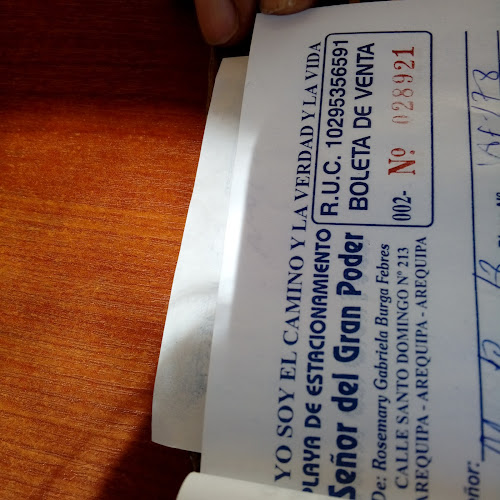 YO SOY EL CAMINO Y LA VERDAD Y LA VIDA
PLAYA DE ESTACIONAMIENTO
Señor del Gran Poder
De: Rosemary Gabriela Burga Febres
CALLE SANTO DOMINGO Nº 213
AREQUIPA - AREQUIPA - AREQUIPA
R.U.C. 10295356591
BOLETA DE VENTA
002- Nº 028921